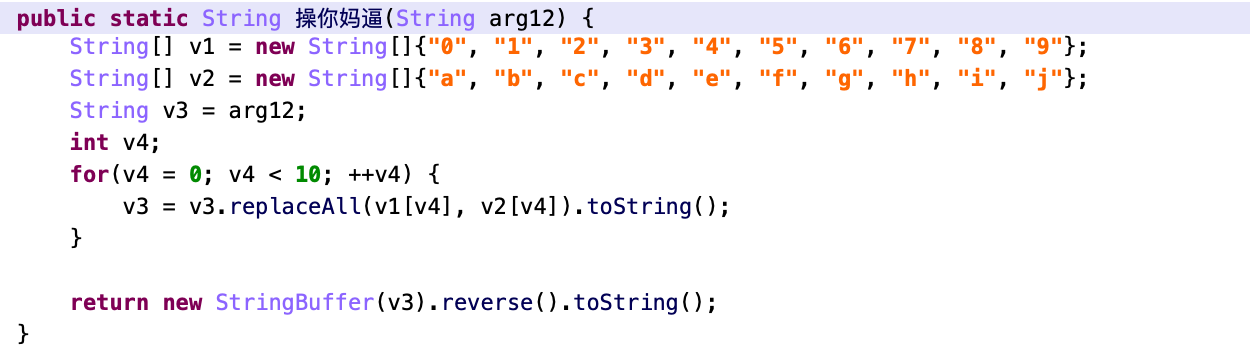 public static String 操你妈逼(String arg12) {
    String[] v1 = new String[]{"0", "1", "2", "3", "4", "5", "6", "7", "8", "9"};
    String[] v2 = new String[]{"a", "b", "c", "d", "e", "f", "g", "h", "i", "j"};
    String v3 = arg12;
    int v4;
    for(v4 = 0; v4 < 10; ++v4) {
        v3 = v3.replaceAll(v1[v4], v2[v4]).toString();
    }

    return new StringBuffer(v3).reverse().toString();
}